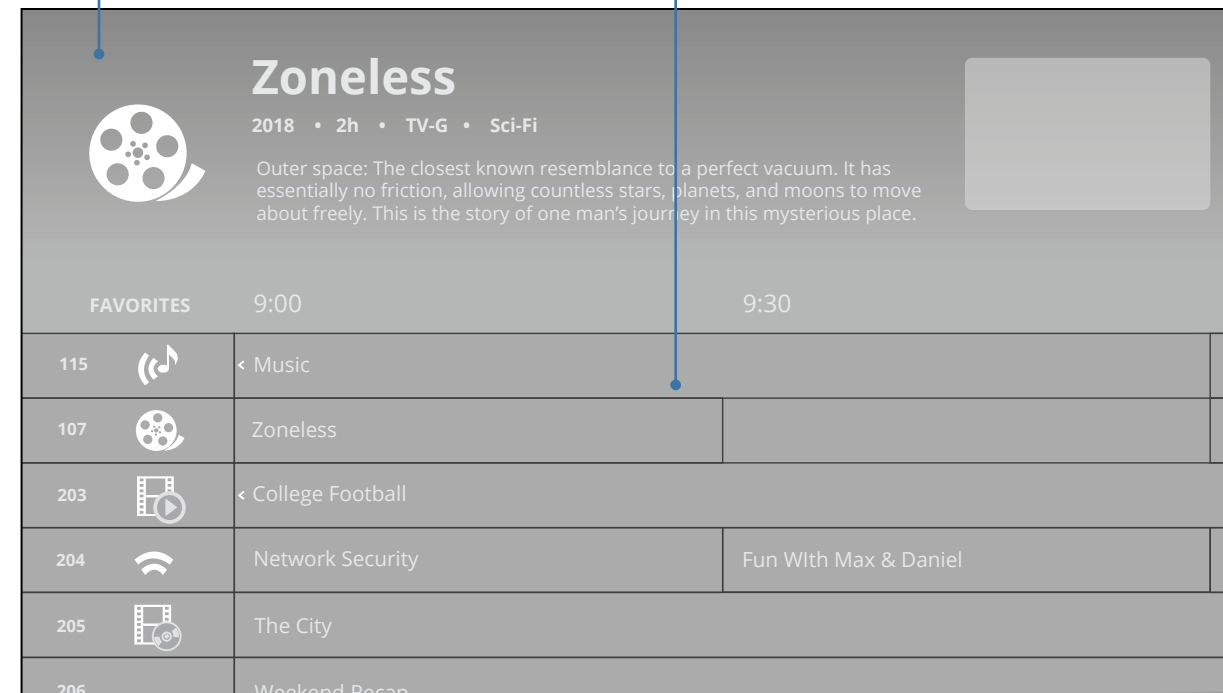 Zoneless
2018 • 2h • TV-G • Sci-Fi
Outer space: The closest known resemblance to a perfect vacuum. It has
essentially no friction, allowing countless stars, planets, and moons to move
about freely. This is the story of one man's journey in this mysterious place.
FAVORITES 9:00 9:30
115 < Music
107 Zoneless
203 < College Football
204 Network Security Fun WIth Max & Daniel
205 The City
206 Weekend Recap